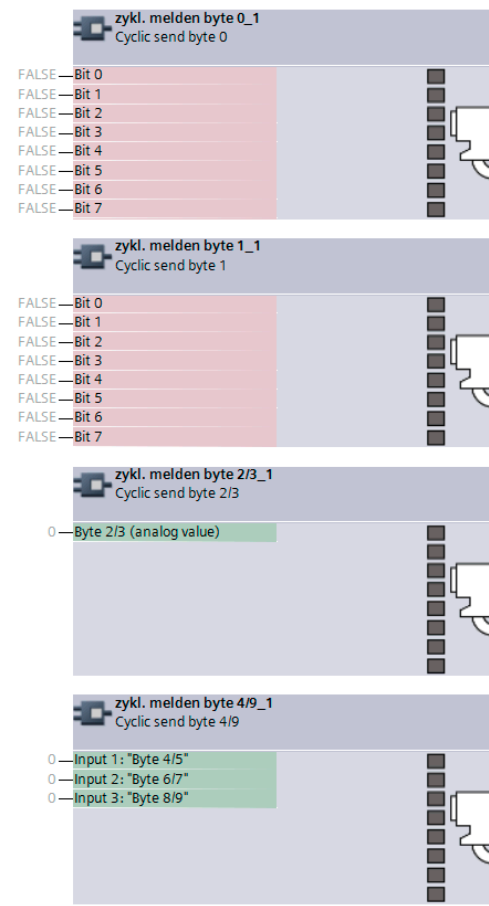 zykl. melden byte 0_1
Cyclic send byte 0
FALSE Bit 0
FALSE Bit 1
FALSE Bit 2
FALSE Bit 3
FALSE Bit 4
FALSE Bit 5
FALSE Bit 6
FALSE Bit 7
zykl. melden byte 1_1
Cyclic send byte 1
FALSE Bit 0
FALSE Bit 1
FALSE Bit 2
FALSE Bit 3
FALSE Bit 4
FALSE Bit 5
FALSE Bit 6
FALSE Bit 7
zykl. melden byte 2/3_1
Cyclic send byte 2/3
0 Byte 2/3 (analog value)
zykl. melden byte 4/9_1
Cyclic send byte 4/9
0 Input 1: "Byte 4/5"
0 Input 2: "Byte 6/7"
0 Input 3: "Byte 8/9"